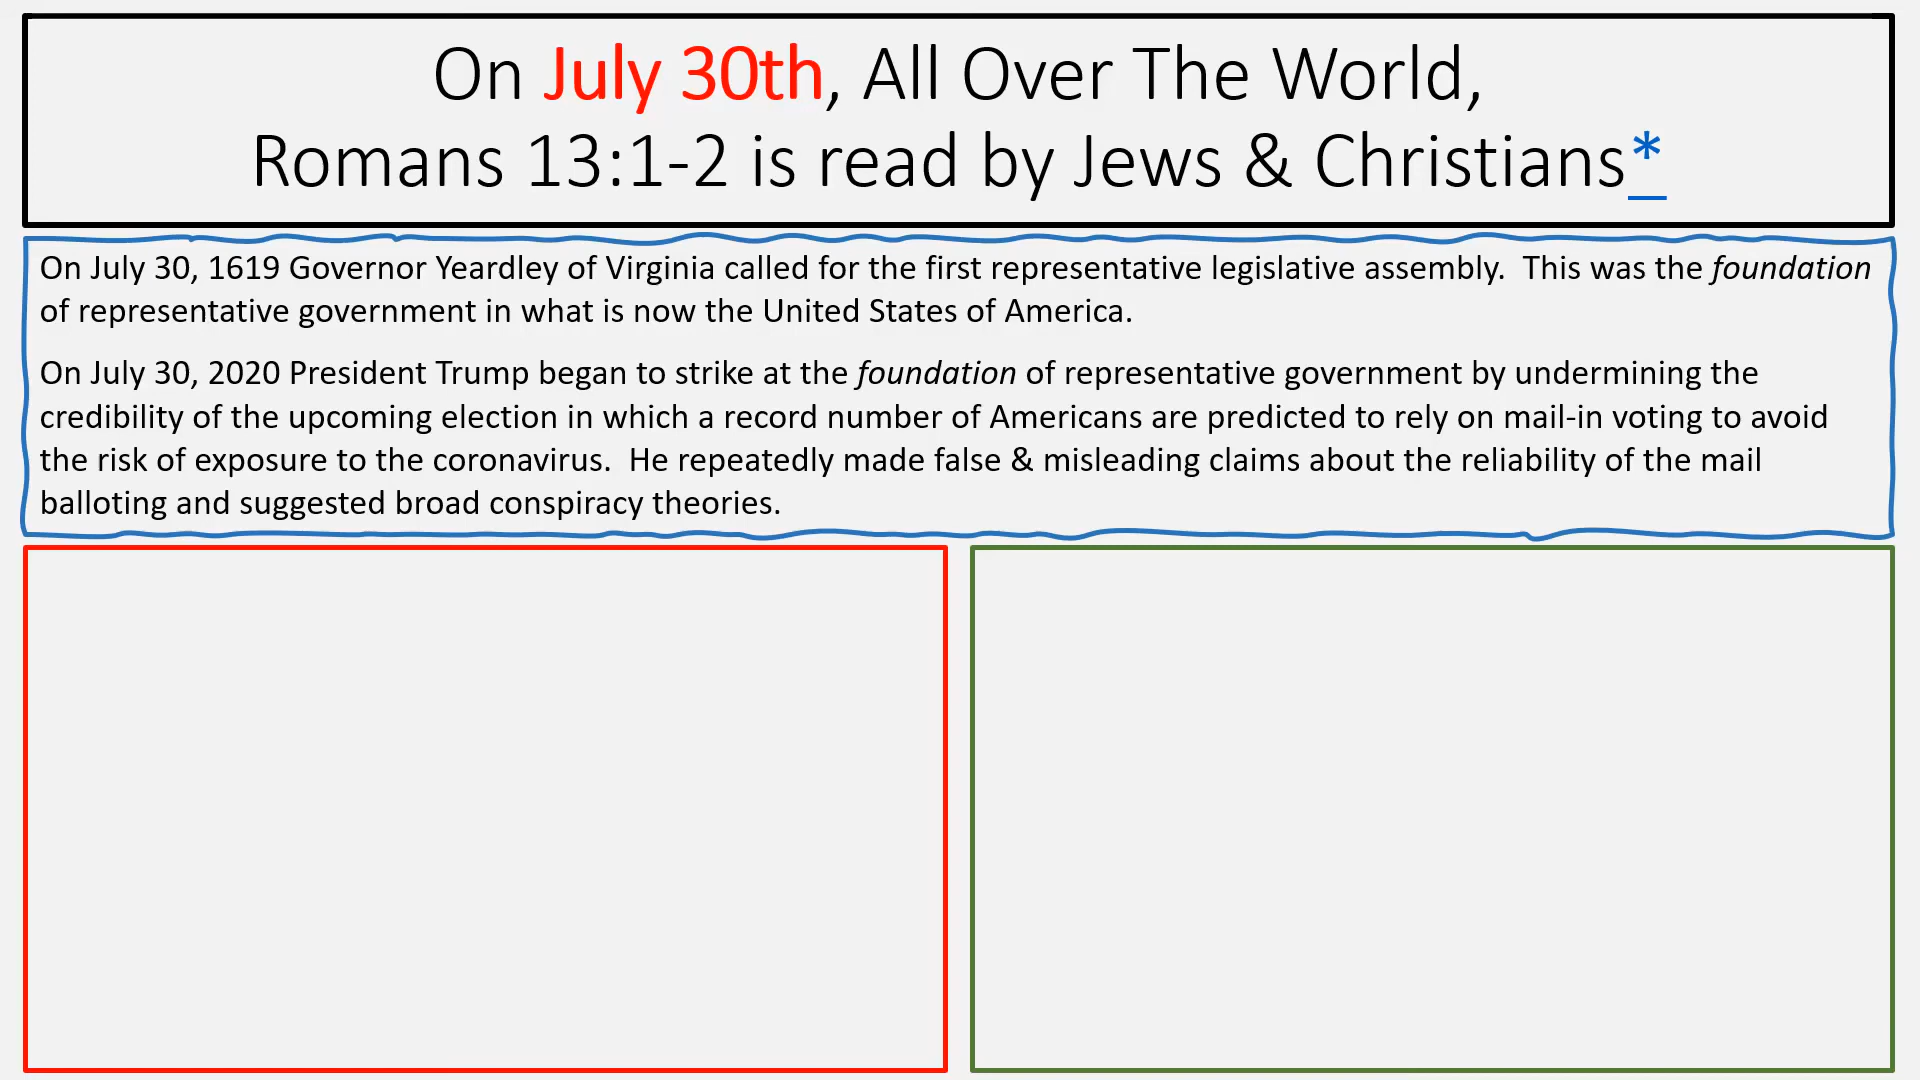 On July 30th, All Over The World,
Romans 13:1-2 is read by Jews & Christians*
On July 30, 1619 Governor Yeardley of Virginia called for the first representative legislative assembly.  This was the foundation
of representative government in what is now the United States of America.
On July 30, 2020 President Trump began to strike at the foundation of representative government by undermining the
credibility of the upcoming election in which a record number of Americans are predicted to rely on mail-in voting to avoid
the risk of exposure to the coronavirus.  He repeatedly made false & misleading claims about the reliability of the mail
balloting and suggested broad conspiracy theories.